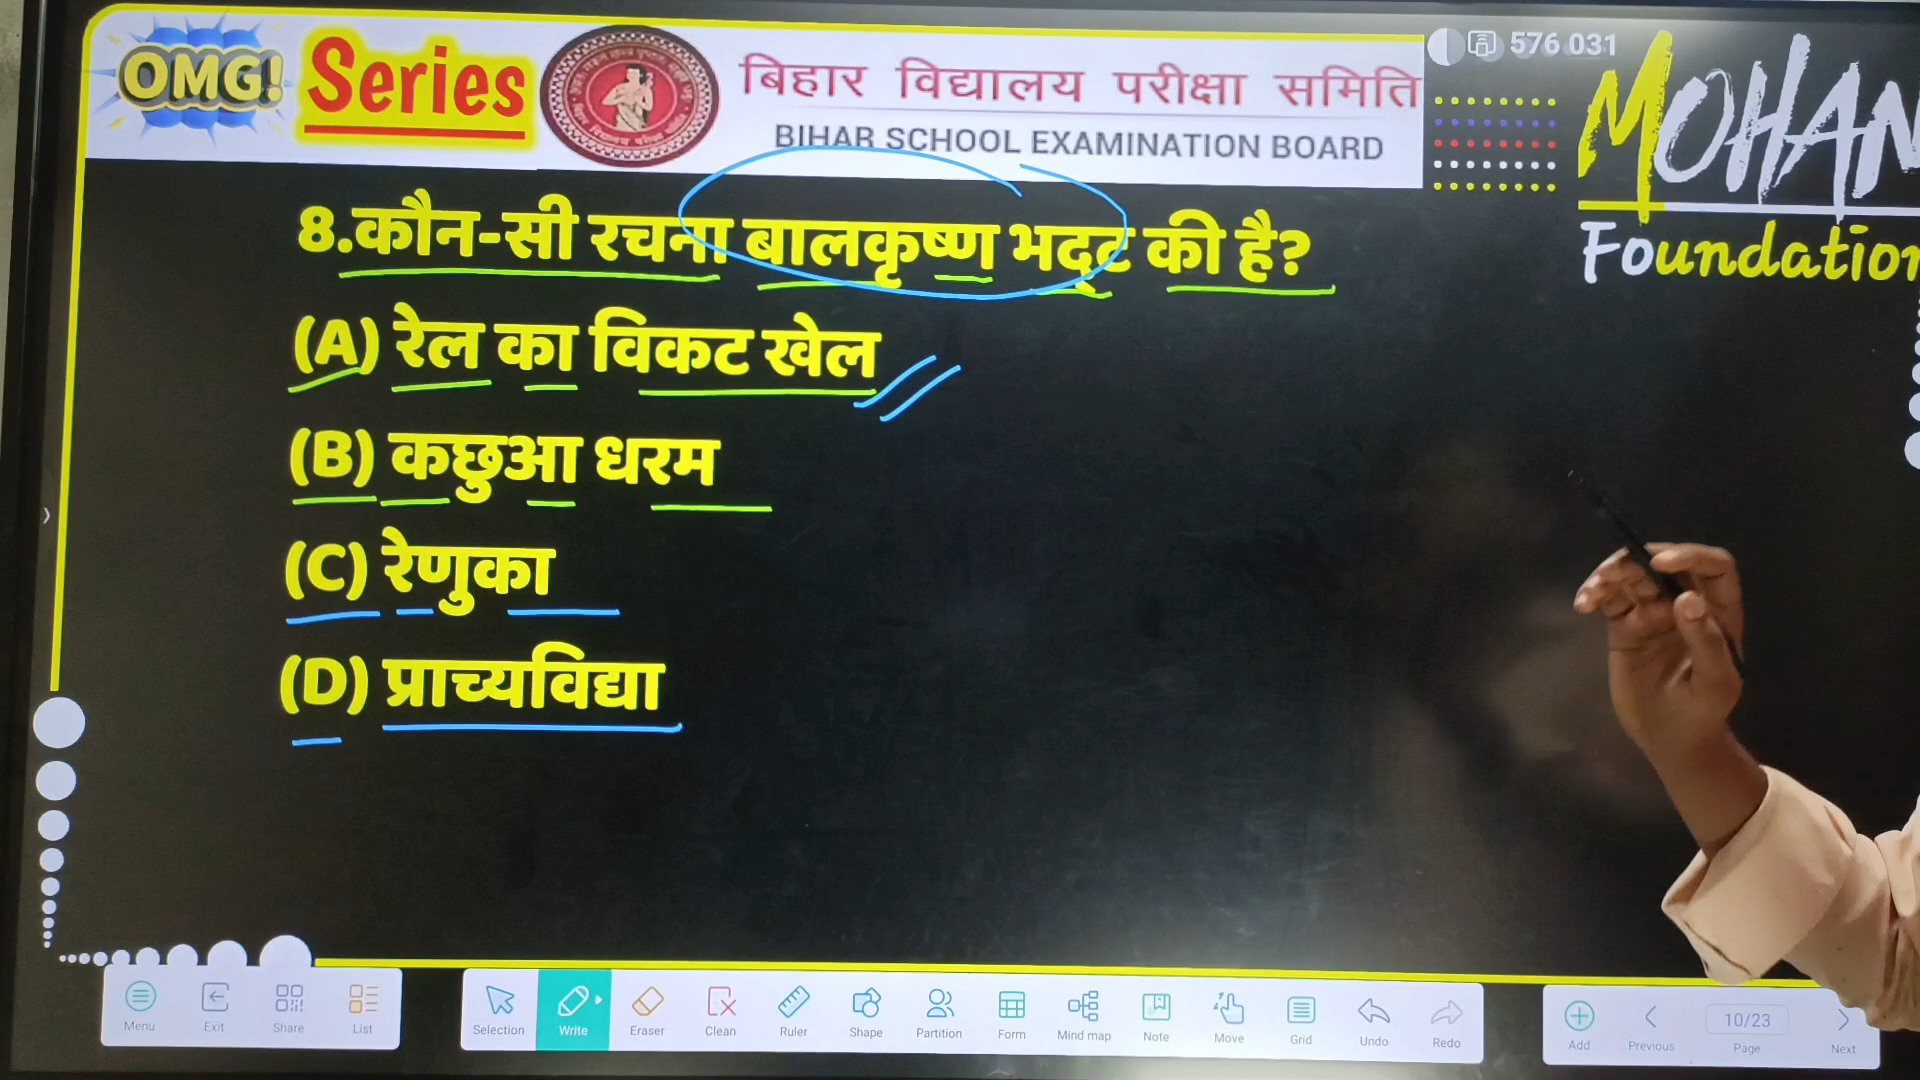 OMG! Series
बिहार विद्यालय परीक्षा समिति
BIHAR SCHOOL EXAMINATION BOARD
576 031
MOHAN
Foundation
8.कौन-सी रचना बालकृष्ण भट्ट की है?
(A) रेल का विकट खेल
(B) कछुआ धरम
(C) रेणुका
(D) प्राच्यविद्या
Menu Exit Share List Selection Write Eraser Clean Ruler Shape Partition Form Mind map Note Move Grid Undo Redo Add Previous 10/23 Page Next